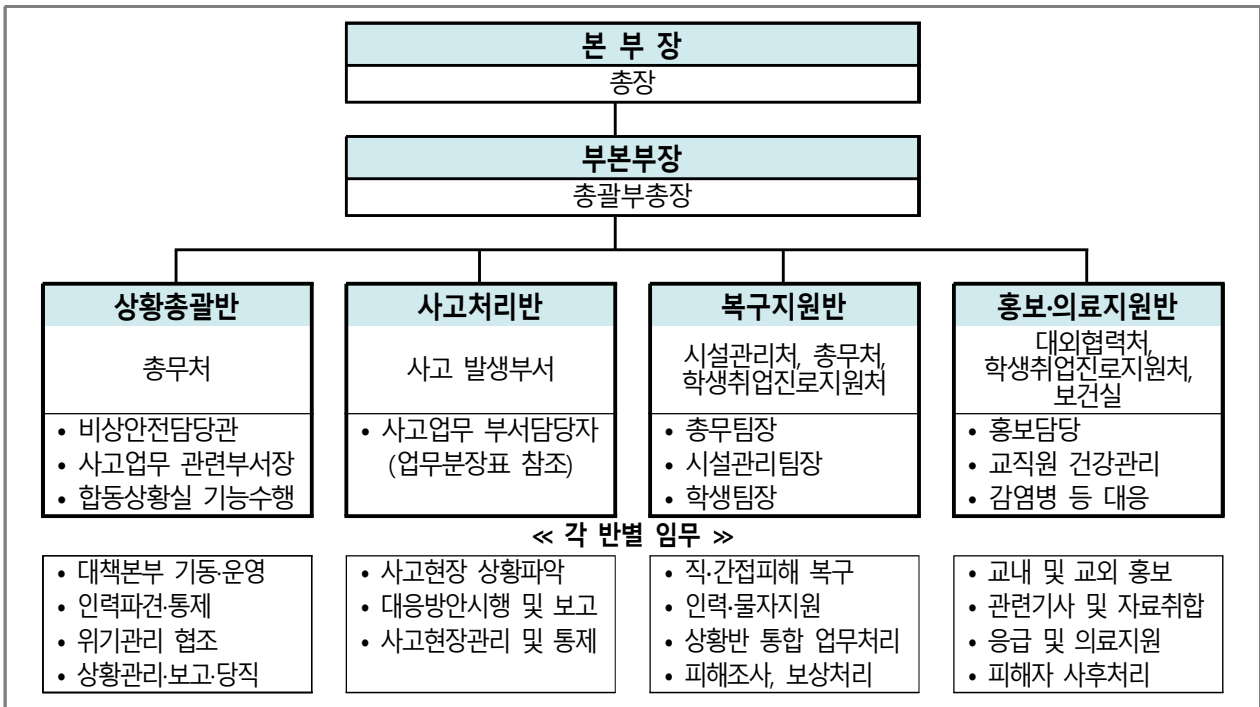 본 부 장
총장
부본부장
총괄부총장
상황총괄반
총무처
• 비상안전담당관
• 사고업무 관련부서장
• 합동상황실 기능수행
사고처리반
사고 발생부서
• 사고업무 부서담당자
(업무분장표 참조)
복구지원반
시설관리처, 총무처,
학생취업진로지원처
• 총무팀장
• 시설관리팀장
• 학생팀장
홍보·의료지원반
대외협력처,
학생취업진로지원처,
보건실
• 홍보담당
• 교직원 건강관리
• 감염병 등 대응
≪ 각 반별 임무 ≫
• 대책본부 기동·운영
• 인력파견·통제
• 위기관리 협조
• 상황관리·보고·당직
• 사고현장 상황파악
• 대응방안시행 및 보고
• 사고현장관리 및 통제
• 직·간접피해 복구
• 인력·물자지원
• 상황반 통합 업무처리
• 피해조사, 보상처리
• 교내 및 교외 홍보
• 관련기사 및 자료취합
• 응급 및 의료지원
• 피해자 사후처리